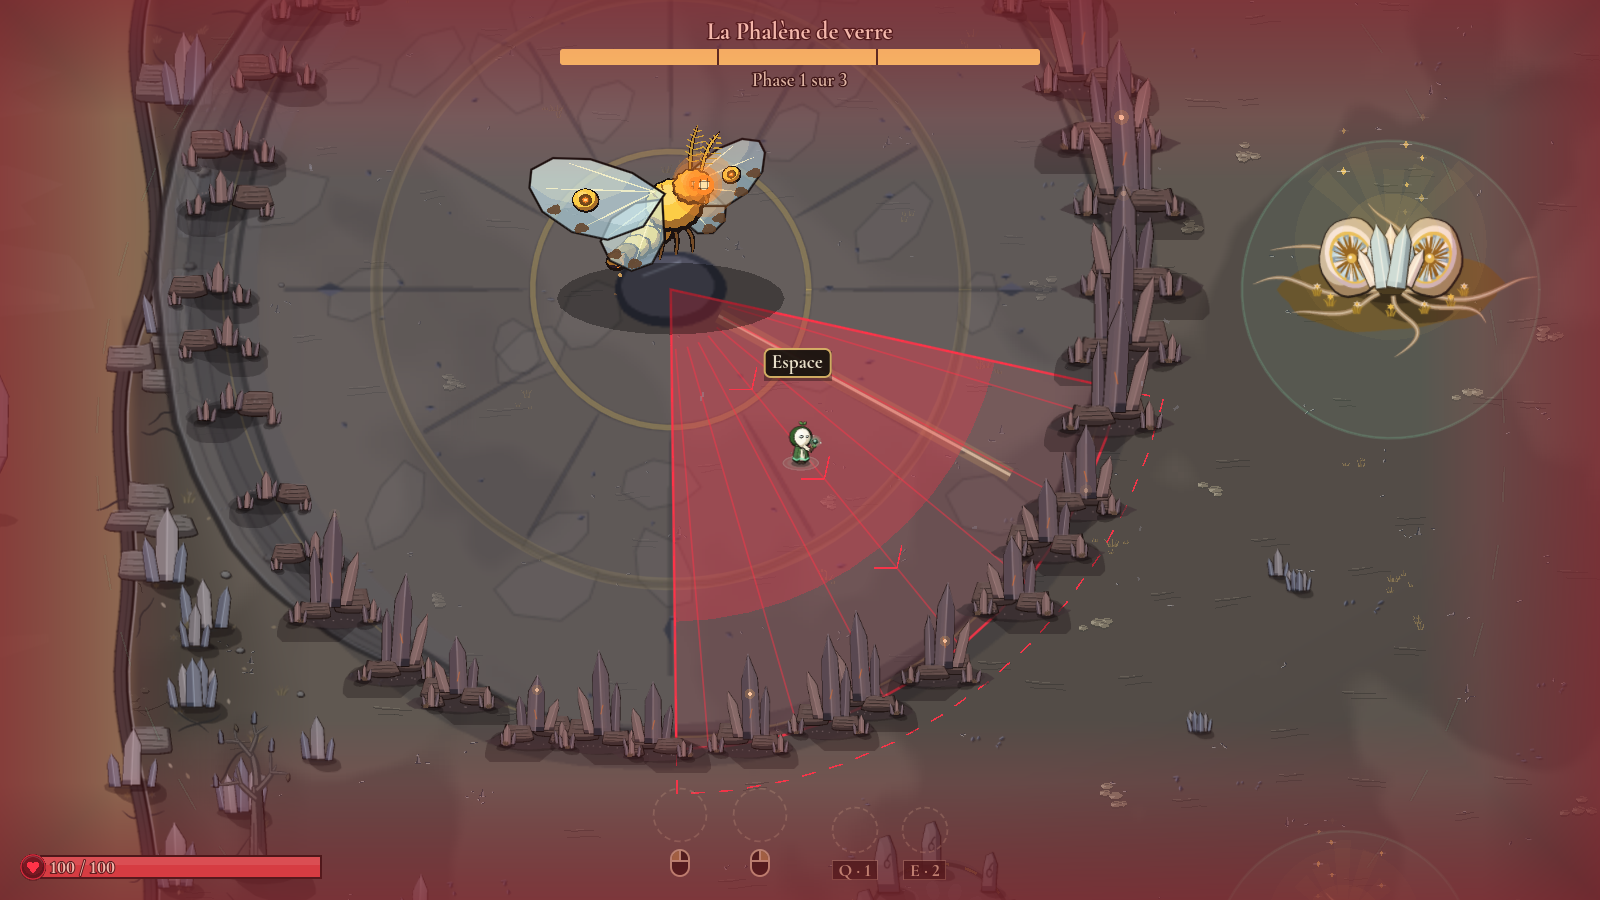 La Phalène de verre
Phase 1 sur 3
Espace
100 / 100
Q · 1
E · 2